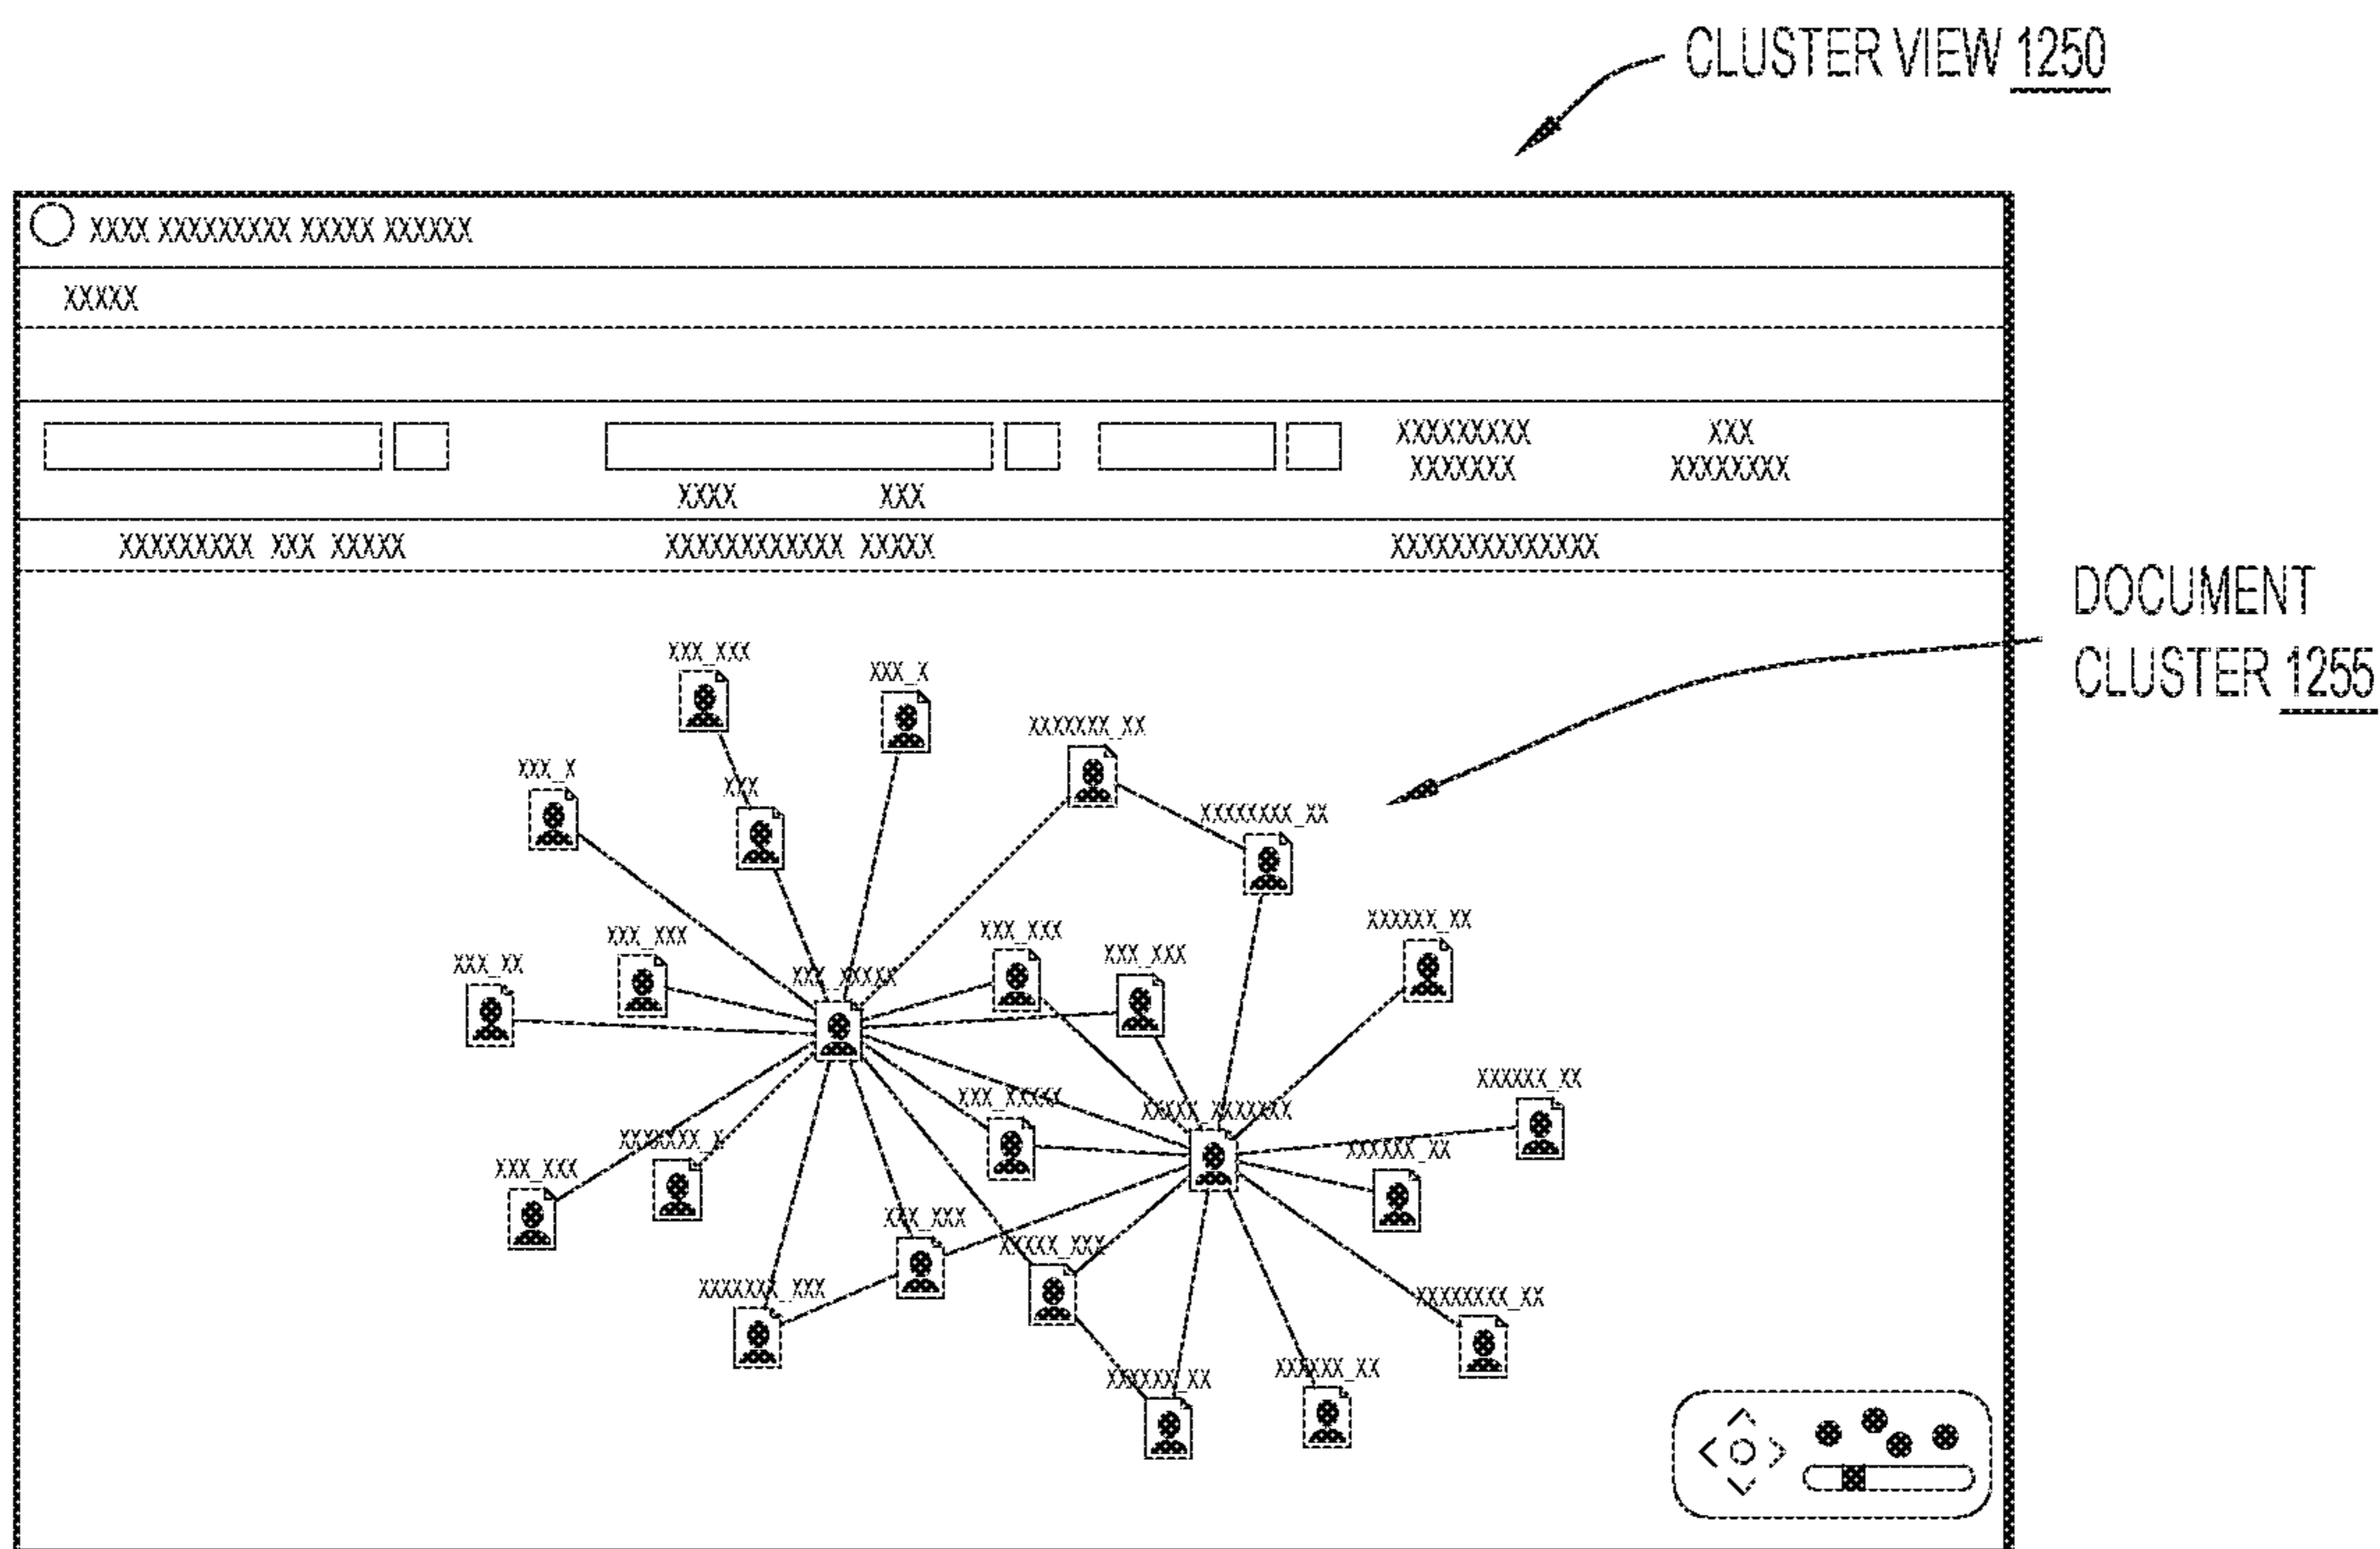 CLUSTER VIEW 1250
XXXX XXXXXXXXX XXXXX XXXXXX
XXXXX
XXXXXXXXX XXX
XXXXXXX XXXXXXXX
XXXX XXX
XXXXXXXXX XXX XXXXX XXXXXXXXXXXX XXXXX XXXXXXXXXXXXXX
DOCUMENT
CLUSTER 1255
XXX_XXX
XXX_X
XXXXXXX_XX
XXX_X
XXX
XXXXXXXX_XX
XXXXXX_XX
XXX_XXX
XXX_XXX
XXX_XXX
XXX_XX
XXX_XXXXX
XXXXXX_XX
XXX_XXXXX
XXXXX_XXXXXXX
XXXXXXX_X
XXXXXX_XX
XXX_XXX
XXX_XXX
XXXXX_XXX
XXXXXXX_XXX
XXXXXXXX_XX
XXXXXX_XX
XXXXXX_XX